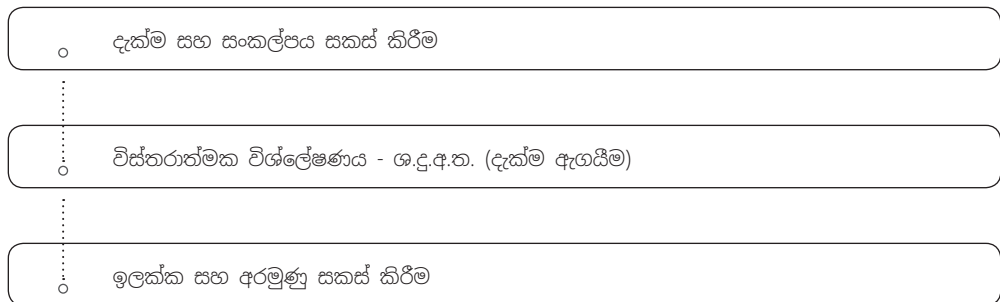 දැක්ම සහ සංකල්පය සකස් කිරීම
විස්තරාත්මක විශ්ලේෂණය - ශ.දු.අ.ත. (දැක්ම ඇගයීම)
ඉලක්ක සහ අරමුණු සකස් කිරීම